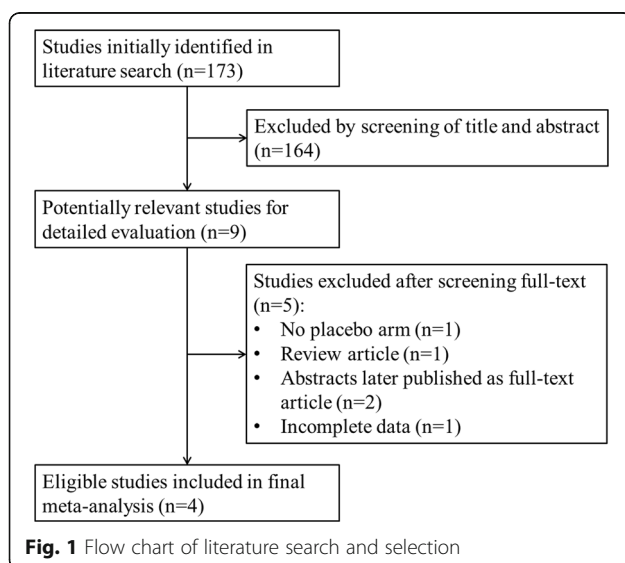 Studies initially identified in
literature search (n=173)
Excluded by screening of title and abstract
(n=164)
Potentially relevant studies for
detailed evaluation (n=9)
Studies excluded after screening full-text
(n=5):
• No placebo arm (n=1)
• Review article (n=1)
• Abstracts later published as full-text
article (n=2)
• Incomplete data (n=1)
Eligible studies included in final
meta-analysis (n=4)
Fig. 1 Flow chart of literature search and selection